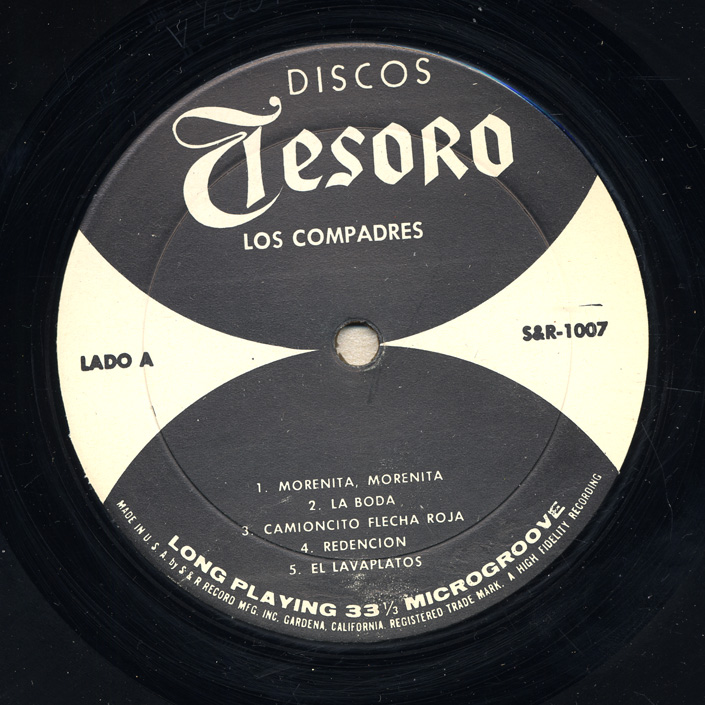 DISCOS
Tesoro
LOS COMPADRES
LADO A
S&R-1007
1. MORENITA, MORENITA
2. LA BODA
3. CAMIONCITO FLECHA ROJA
4. REDENCION
5. EL LAVAPLATOS
LONG PLAYING 33 1/3 MICROGROOVE
MADE IN U.S.A. by S & R RECORD MFG. INC. GARDENA, CALIFORNIA. REGISTERED TRADE MARK. A HIGH FIDELITY RECORDING